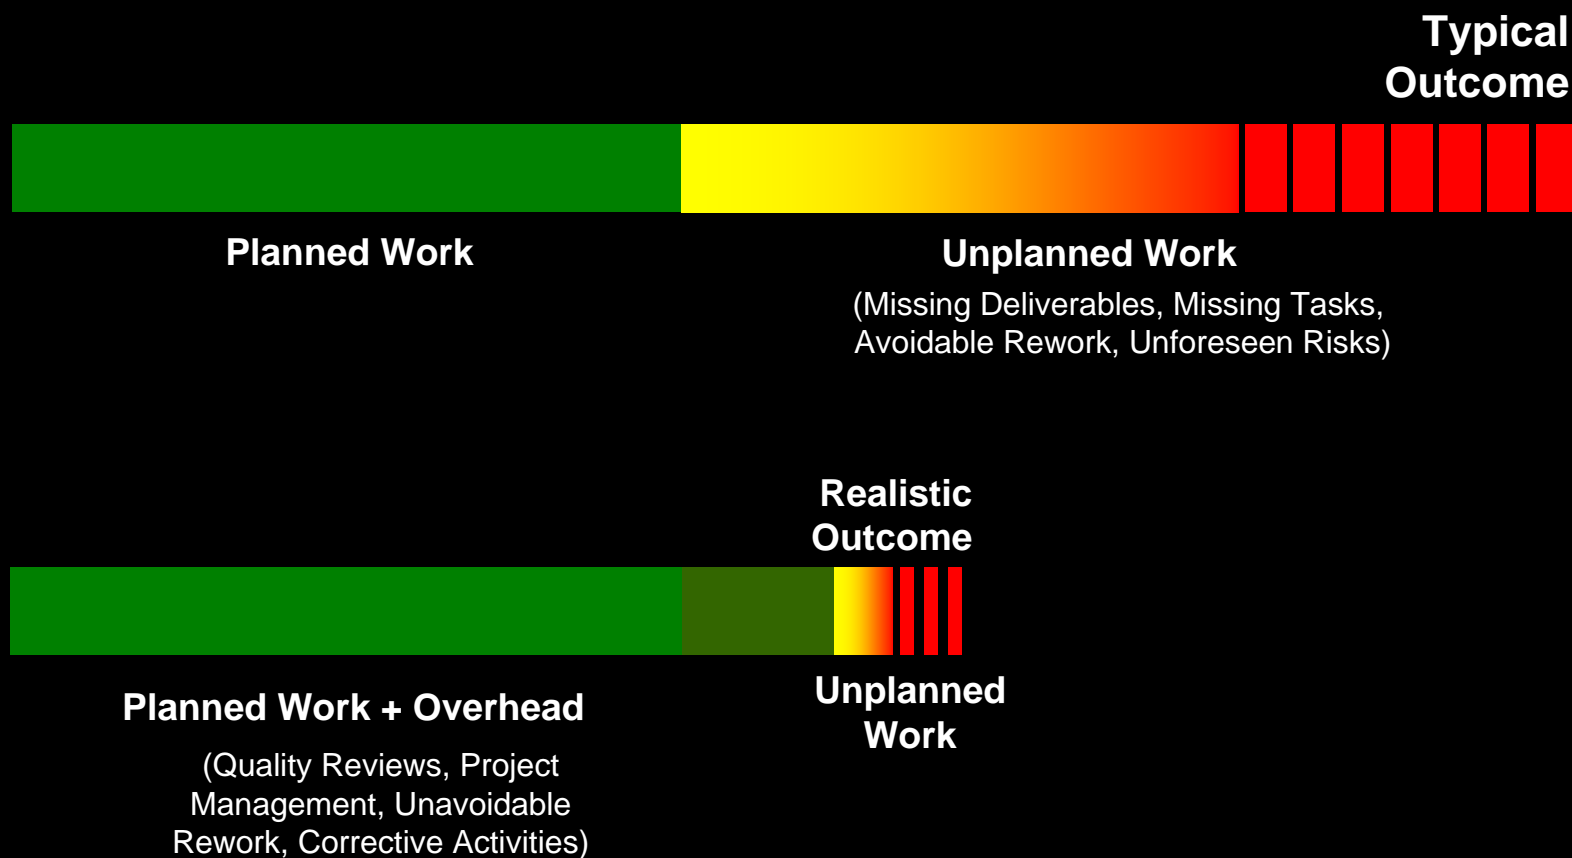 Typical
Outcome
Planned Work
Unplanned Work
(Missing Deliverables, Missing Tasks,
Avoidable Rework, Unforeseen Risks)
Realistic
Outcome
Planned Work + Overhead
(Quality Reviews, Project
Management, Unavoidable
Rework, Corrective Activities)
Unplanned
Work